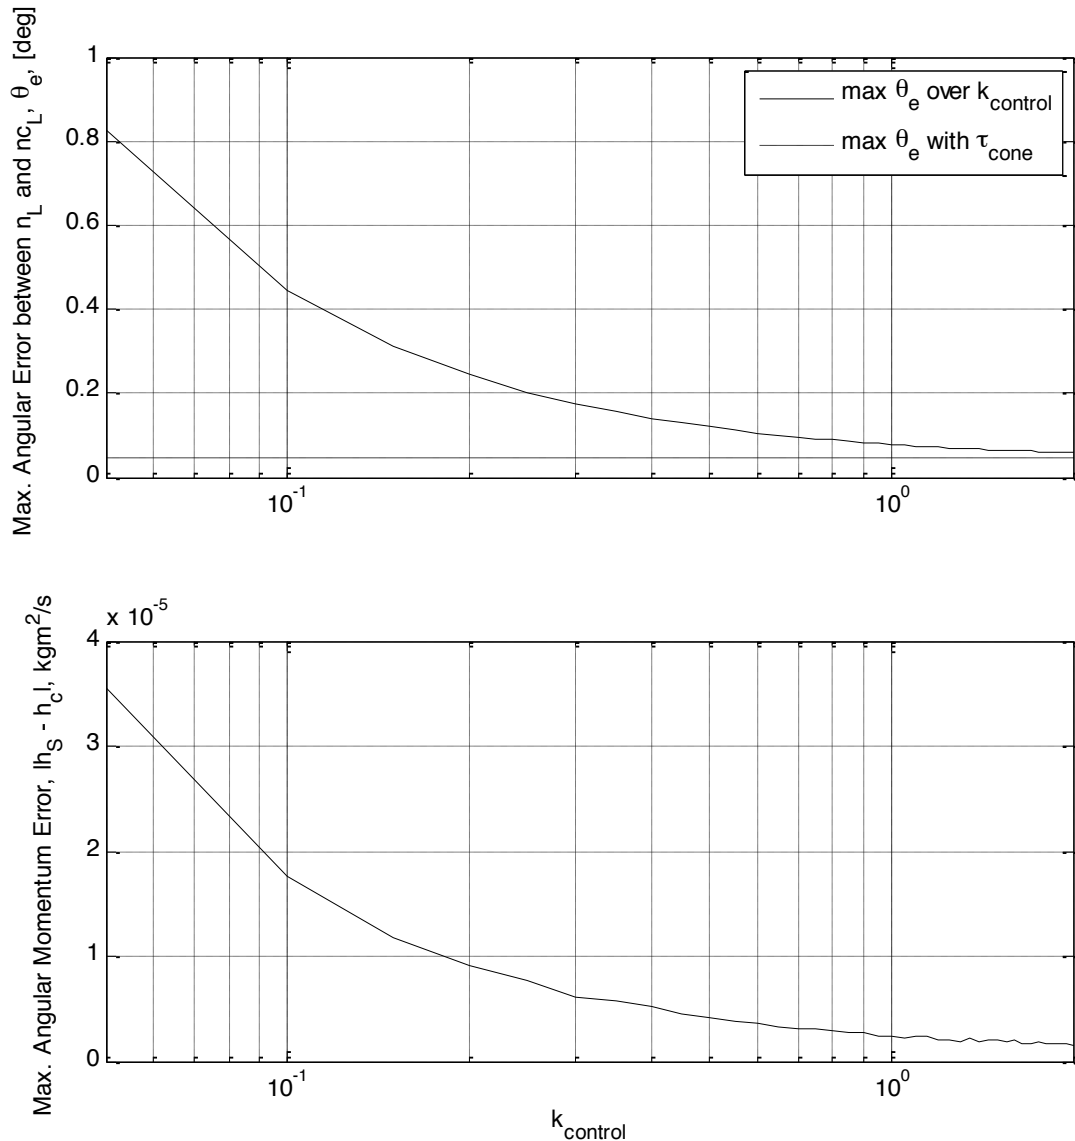 Max. Angular Error between n_L and nc_L, θ_e, [deg]
1
0.8
0.6
0.4
0.2
0
max θ_e over k_control
max θ_e with τ_cone
10^-1
10^0
Max. Angular Momentum Error, lh_S - h_cl, kgm^2/s
x 10^-5
4
3
2
1
0
10^-1
10^0
k_control